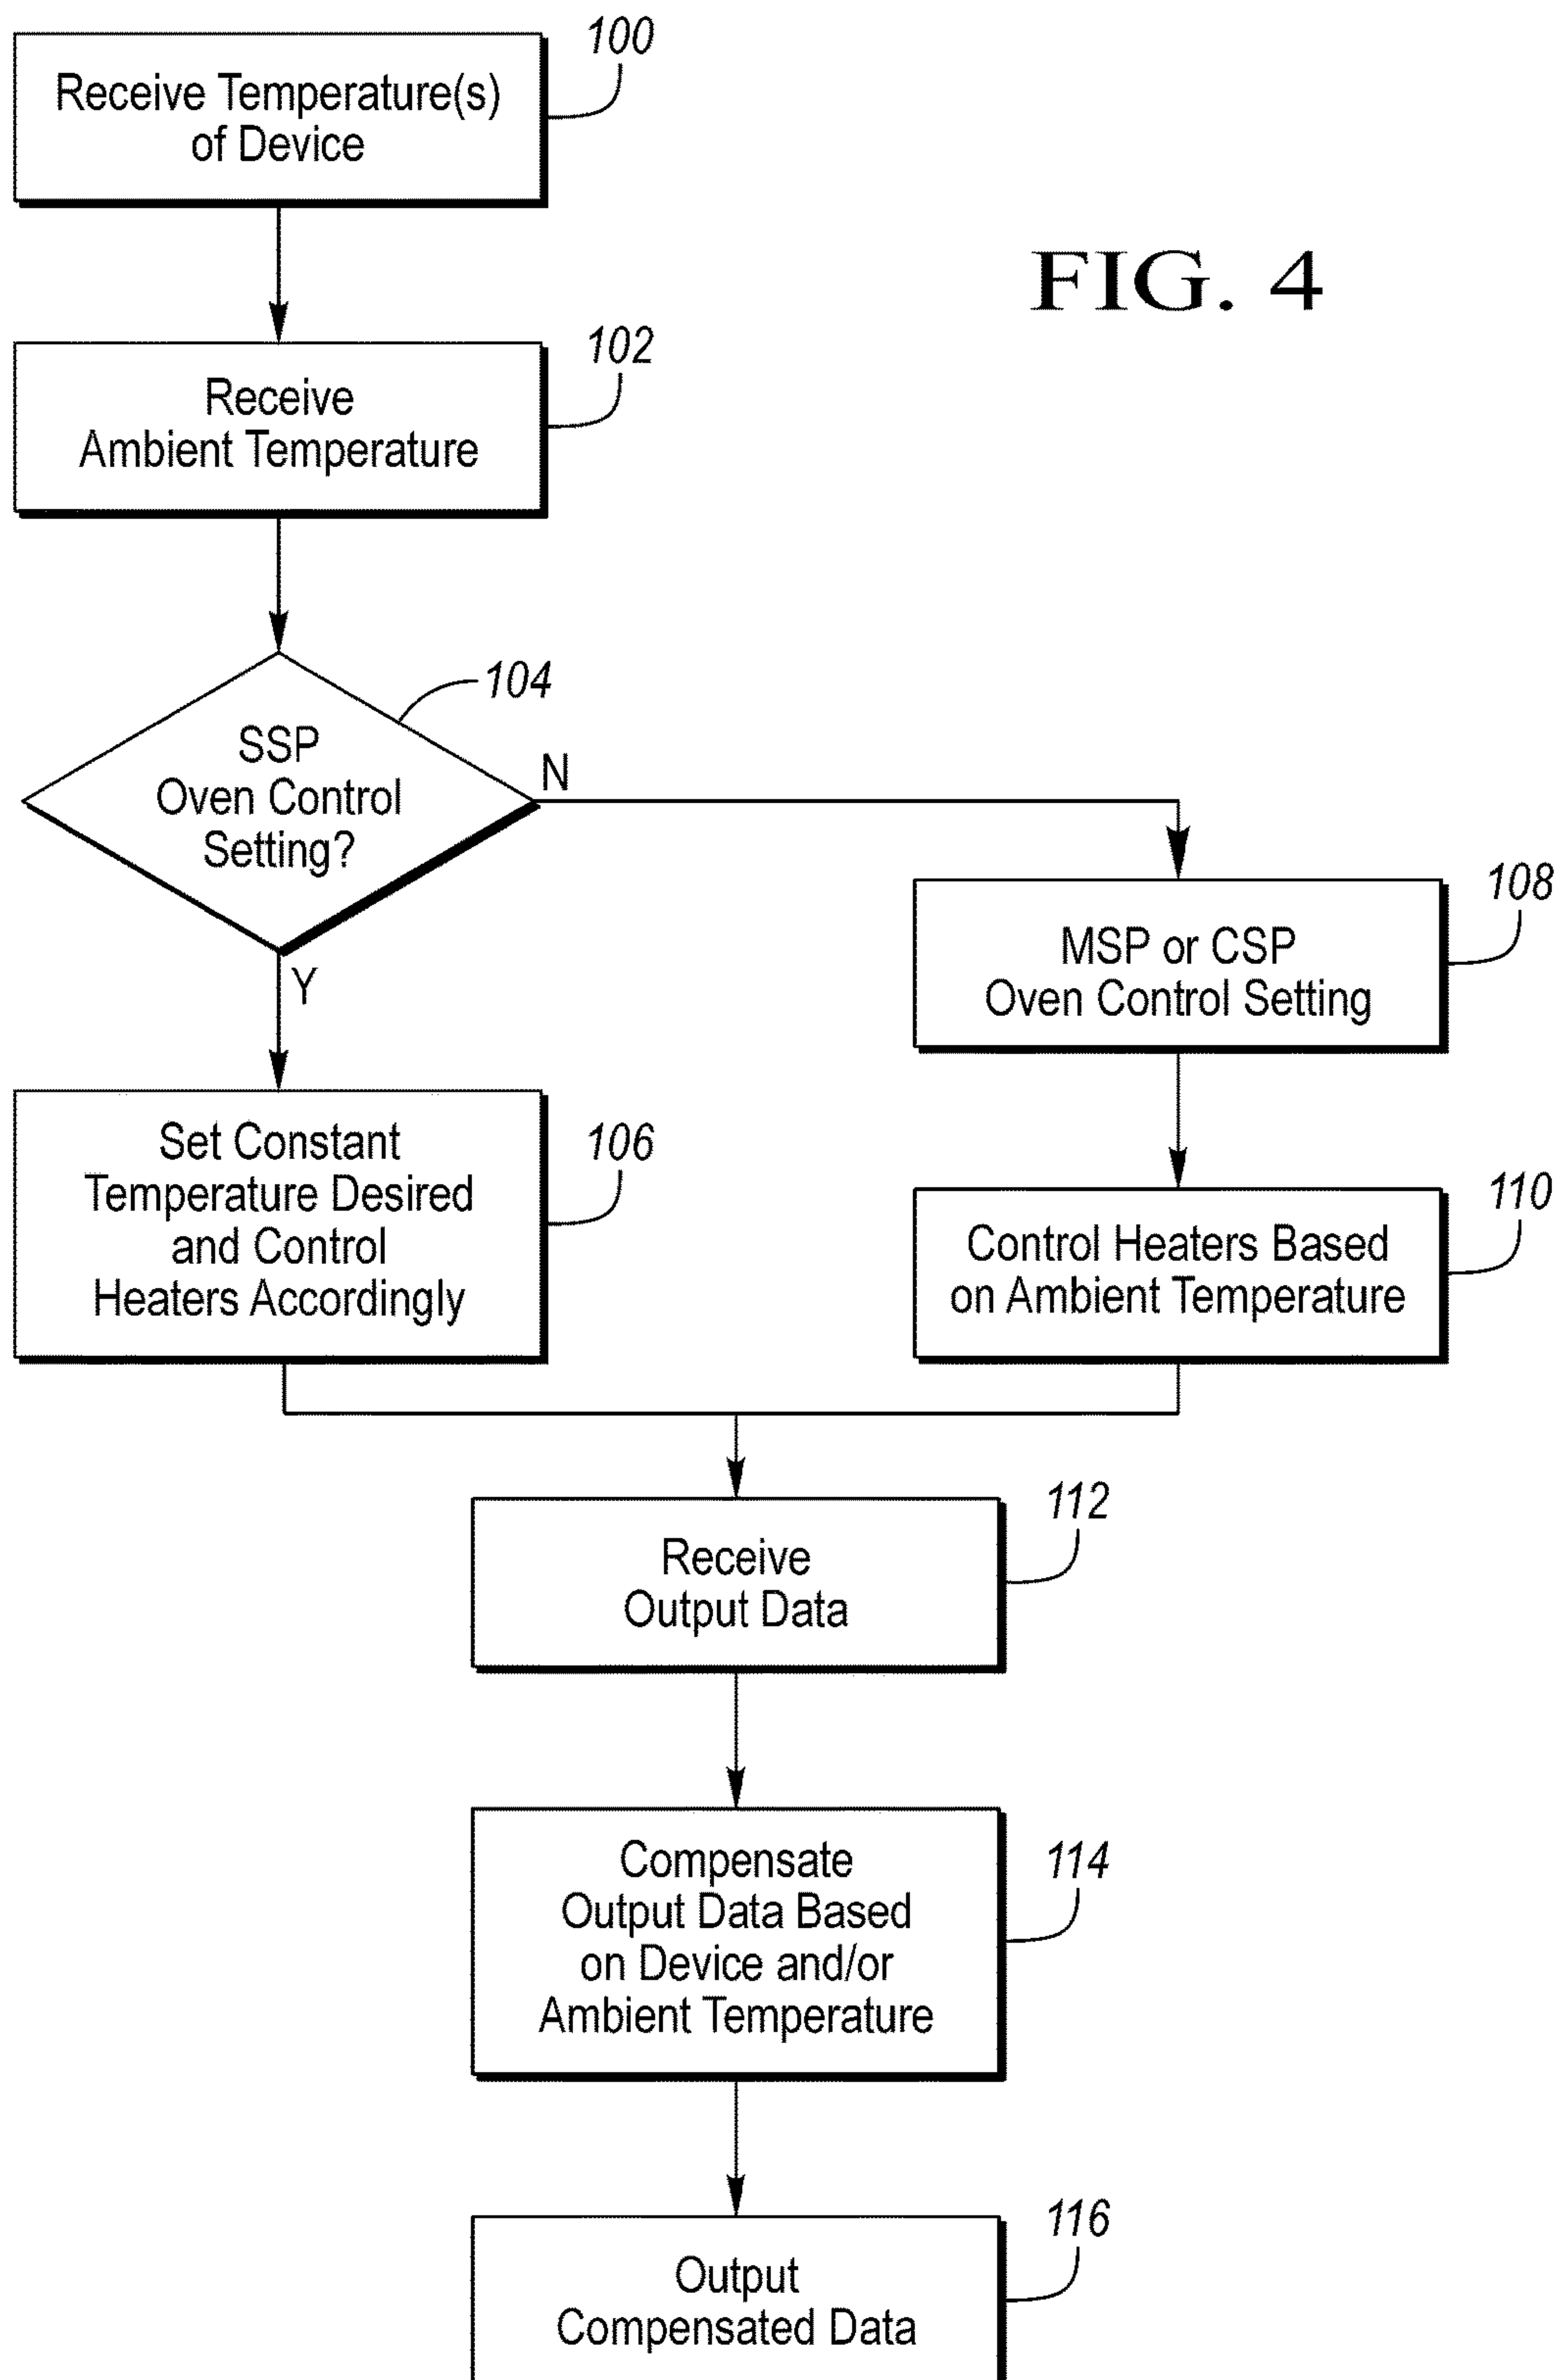 100
Receive Temperature(s)
of Device
FIG. 4
102
Receive
Ambient Temperature
104
SSP
Oven Control
Setting?
N
Y
108
MSP or CSP
Oven Control Setting
106
Set Constant
Temperature Desired
and Control
Heaters Accordingly
110
Control Heaters Based
on Ambient Temperature
112
Receive
Output Data
114
Compensate
Output Data Based
on Device and/or
Ambient Temperature
116
Output
Compensated Data